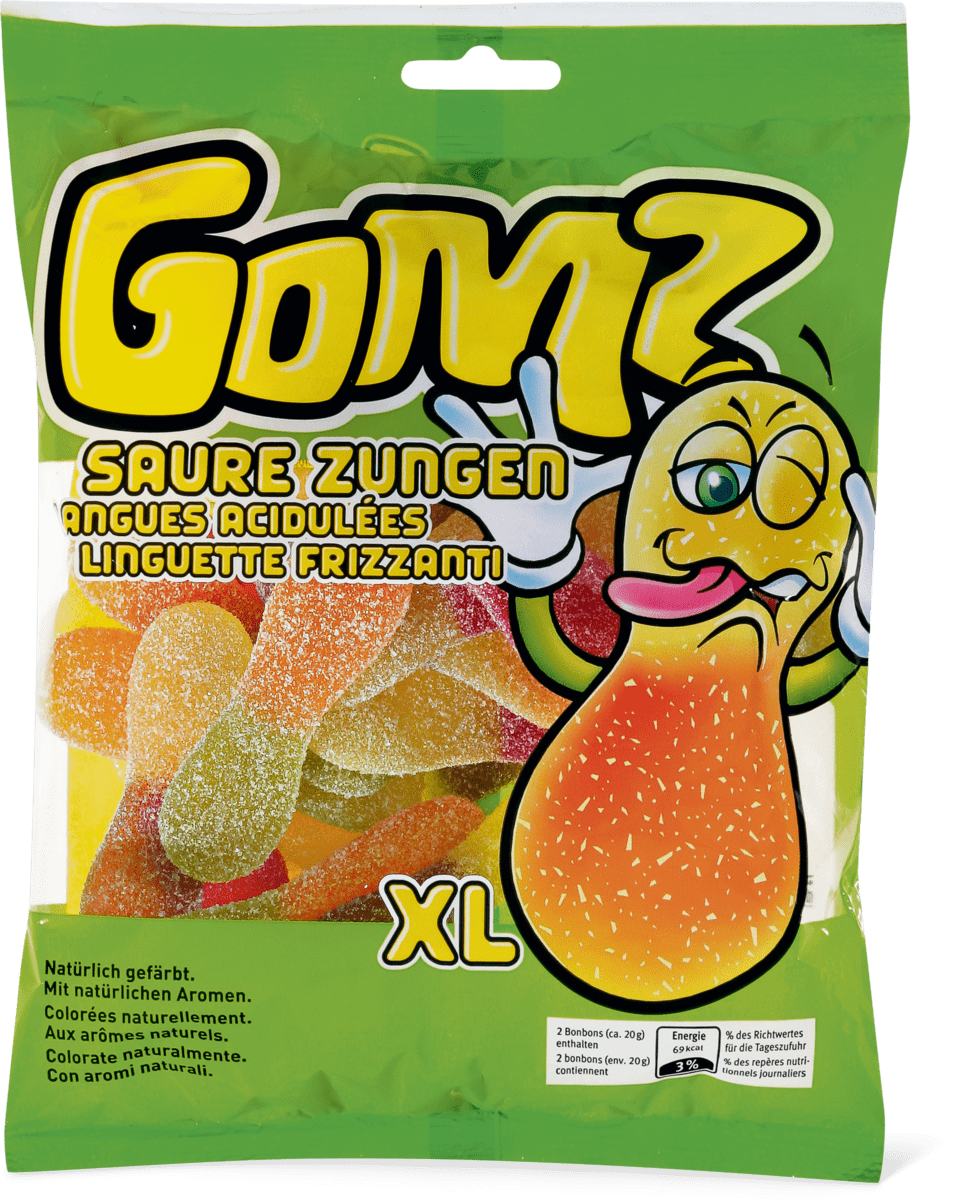 GOMZ
SAURE ZUNGEN
ANGUES ACIDULÉES
LINGUETTE FRIZZANTI
XL
Natürlich gefärbt.
Mit natürlichen Aromen.
Colorées naturellement.
Aux arômes naturels.
Colorate naturalmente.
Con aromi naturali.
2 Bonbons (ca. 20g)
enthalten
2 bonbons (env. 20g)
contiennent
Energie
69 kcal
3%
% des Richtwertes
für die Tageszufuhr
% des repères nutri-
tionnels journaliers